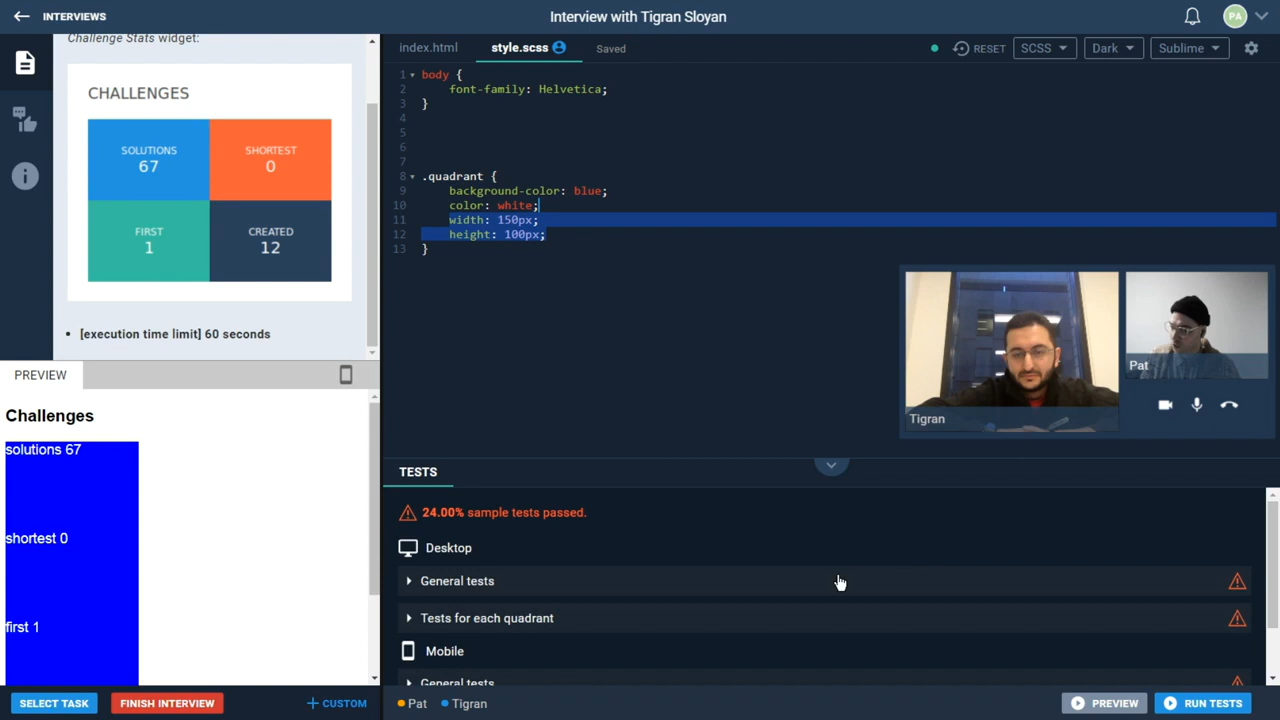 INTERVIEWS
Interview with Tigran Sloyan
PA
Challenge Stats widget:
CHALLENGES
SOLUTIONS
67
SHORTEST
0
FIRST
1
CREATED
12
• [execution time limit] 60 seconds
PREVIEW
Challenges
solutions 67
shortest 0
first 1
SELECT TASK
FINISH INTERVIEW
+ CUSTOM
index.html
style.scss
Saved
RESET
SCSS
Dark
Sublime
1 body {
2 font-family: Helvetica;
3 }
4
5
6
7
8 .quadrant {
9 background-color: blue;
10 color: white;
11 width: 150px;
12 height: 100px;
13 }
Tigran
Pat
TESTS
24.00% sample tests passed.
Desktop
General tests
Tests for each quadrant
Mobile
General tests
Pat
Tigran
PREVIEW
RUN TESTS